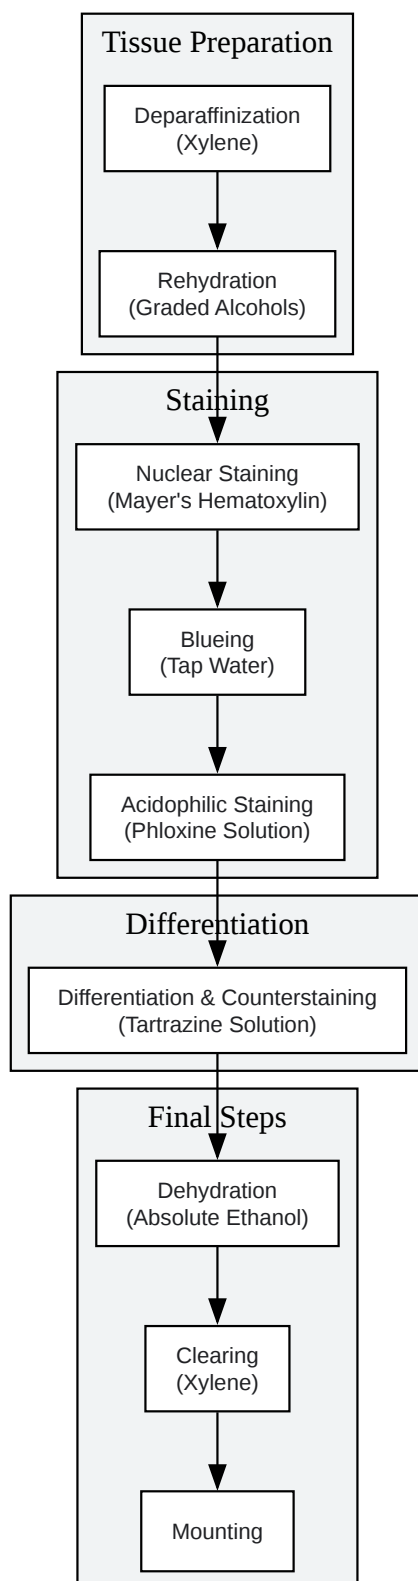 Tissue Preparation
Deparaffinization
(Xylene)
Rehydration
(Graded Alcohols)
Staining
Nuclear Staining
(Mayer's Hematoxylin)
Blueing
(Tap Water)
Acidophilic Staining
(Phloxine Solution)
Differentiation
Differentiation & Counterstaining
(Tartrazine Solution)
Final Steps
Dehydration
(Absolute Ethanol)
Clearing
(Xylene)
Mounting